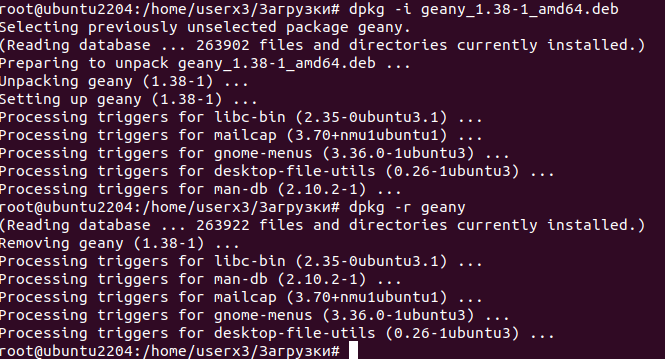 root@ubuntu2204:/home/userx3/Загрузки# dpkg -i geany_1.38-1_amd64.deb
Selecting previously unselected package geany.
(Reading database ... 263902 files and directories currently installed.)
Preparing to unpack geany_1.38-1_amd64.deb ...
Unpacking geany (1.38-1) ...
Setting up geany (1.38-1) ...
Processing triggers for libc-bin (2.35-0ubuntu3.1) ...
Processing triggers for mailcap (3.70+nmu1ubuntu1) ...
Processing triggers for gnome-menus (3.36.0-1ubuntu3) ...
Processing triggers for desktop-file-utils (0.26-1ubuntu3) ...
Processing triggers for man-db (2.10.2-1) ...
root@ubuntu2204:/home/userx3/Загрузки# dpkg -r geany
(Reading database ... 263922 files and directories currently installed.)
Removing geany (1.38-1) ...
Processing triggers for libc-bin (2.35-0ubuntu3.1) ...
Processing triggers for man-db (2.10.2-1) ...
Processing triggers for mailcap (3.70+nmu1ubuntu1) ...
Processing triggers for gnome-menus (3.36.0-1ubuntu3) ...
Processing triggers for desktop-file-utils (0.26-1ubuntu3) ...
root@ubuntu2204:/home/userx3/Загрузки#